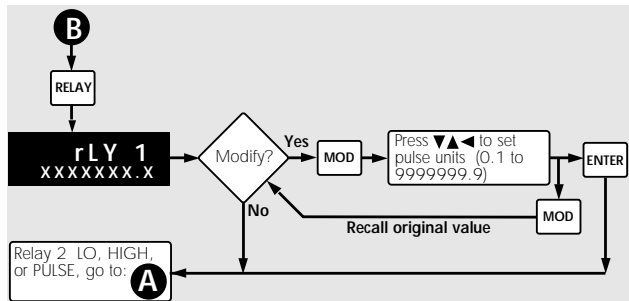 B
RELAY
rLY 1
xxxxxxx.x
Modify?
Yes
MOD
Press ▼▲◄ to set
pulse units (0.1 to
9999999.9)
ENTER
MOD
No
Recall original value
Relay 2 LO, HIGH,
or PULSE, go to:
A